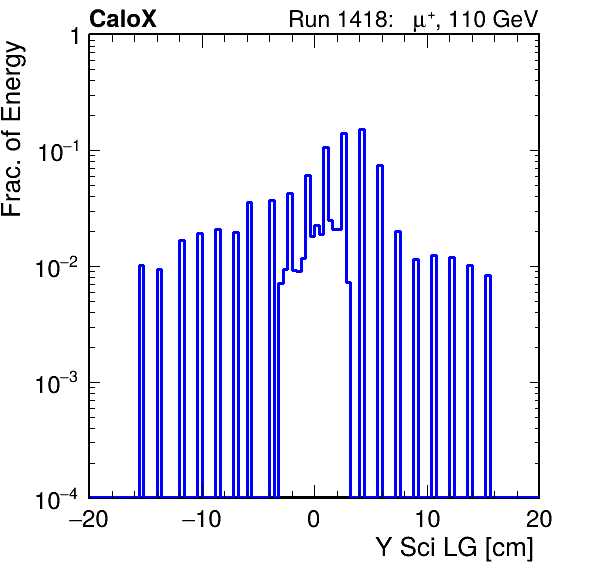 CaloX Run 1418: μ⁺, 110 GeV
Frac. of Energy
1
10⁻¹
10⁻²
10⁻³
10⁻⁴
−20 −10 0 10 20
Y Sci LG [cm]